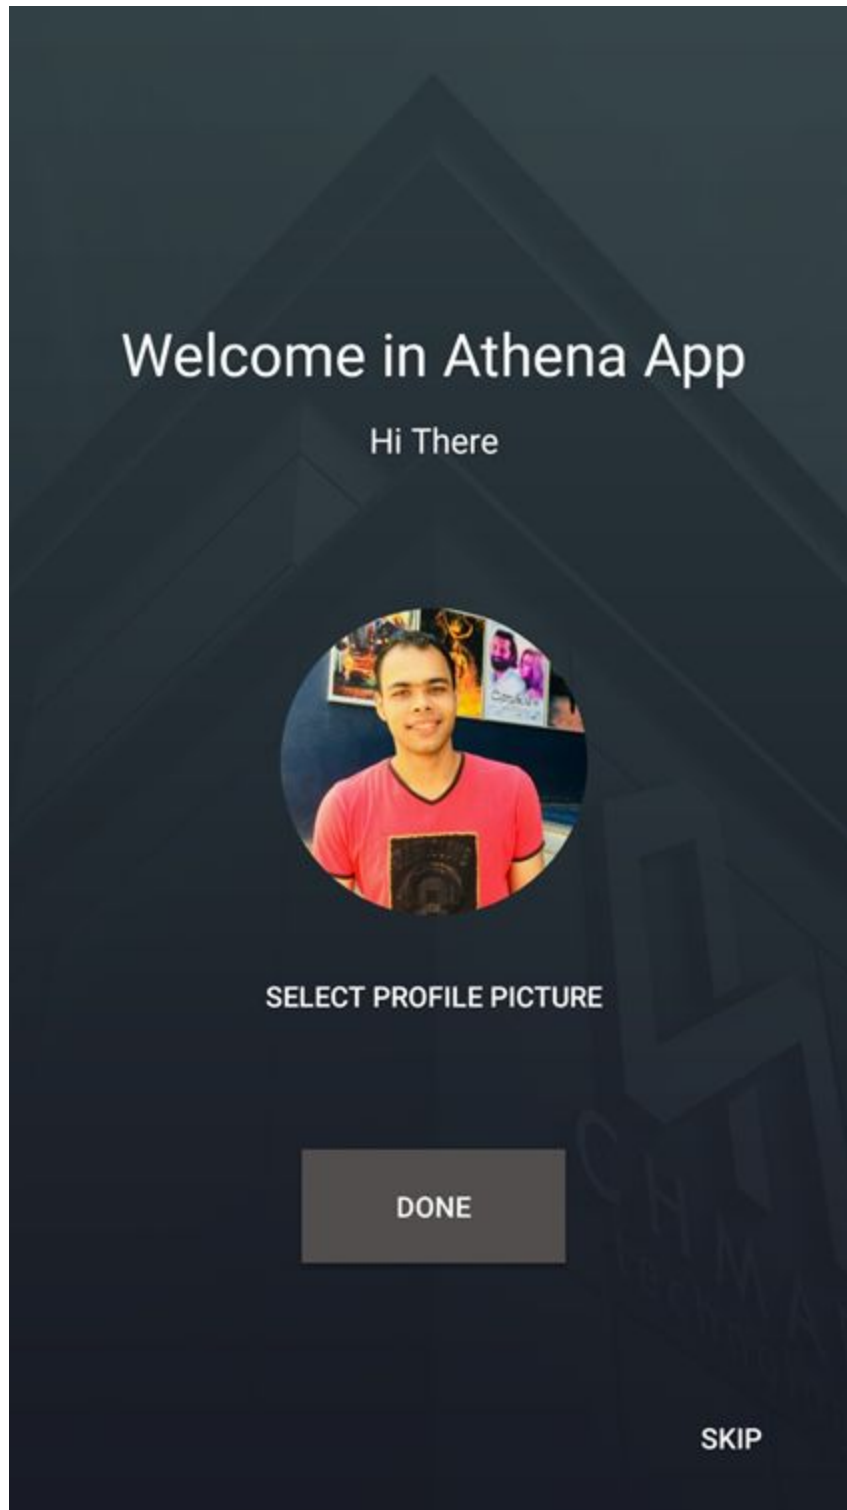 Welcome in Athena App
Hi There
SELECT PROFILE PICTURE
DONE
SKIP